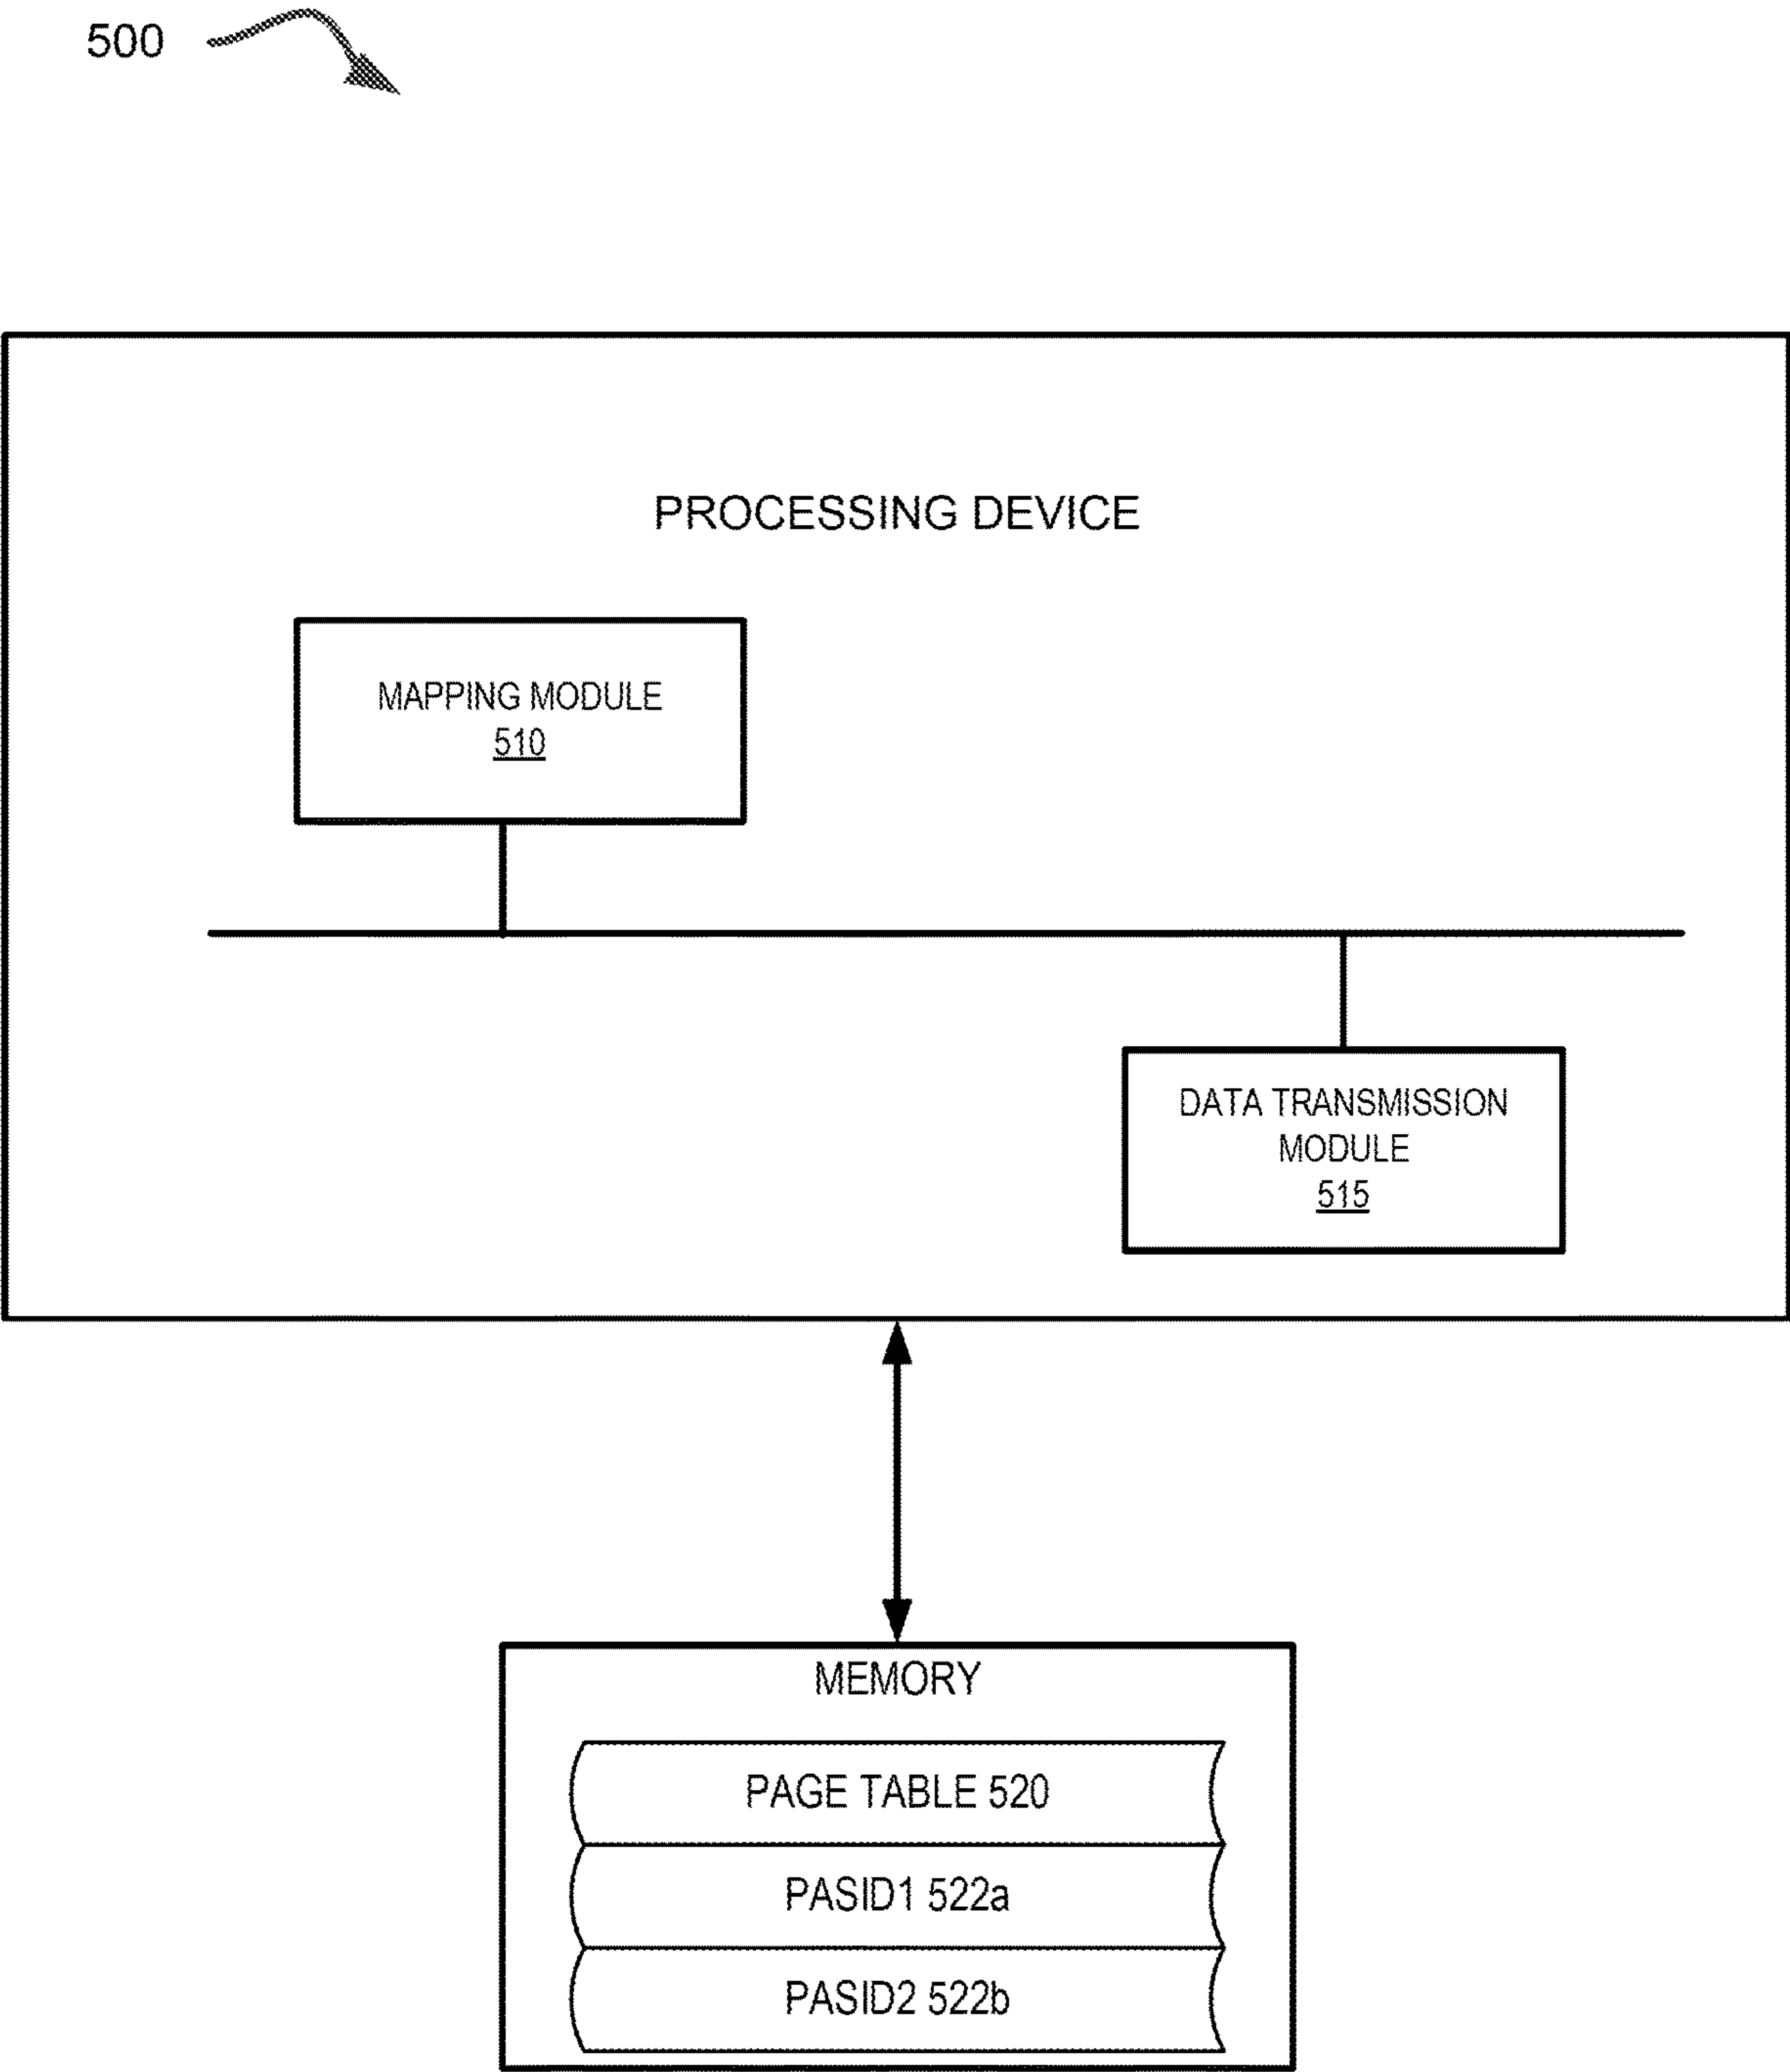 500
PROCESSING DEVICE
MAPPING MODULE
510
DATA TRANSMISSION
MODULE
515
MEMORY
PAGE TABLE 520
PASID1 522a
PASID2 522b